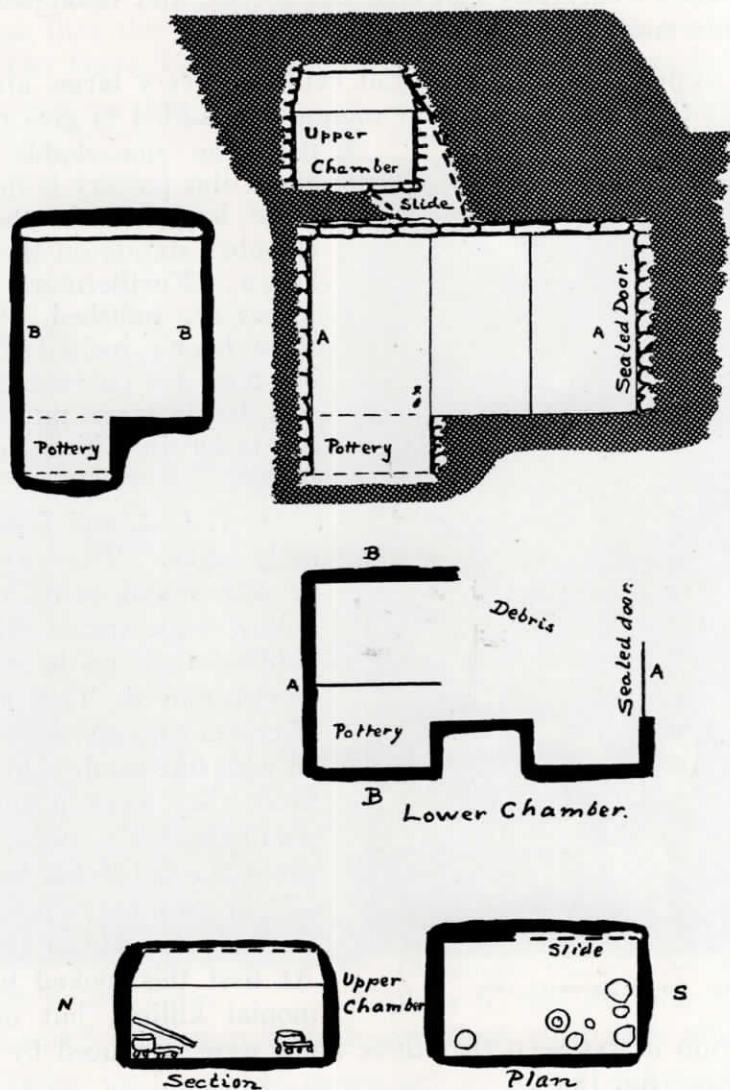 Upper
Chamber
Slide
Sealed Door.
A
A
Pottery
B
B
Pottery
B
Debris
Sealed door.
A
A
Pottery
B
Lower Chamber.
N
Upper
Chamber
Section
Slide
S
Plan